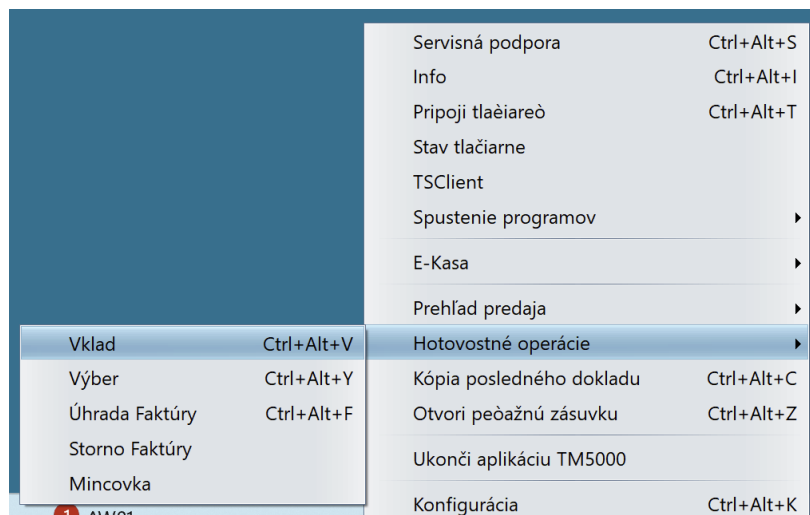 Servisná podpora Ctrl+Alt+S
Info Ctrl+Alt+I
Pripoji tlaèiareò Ctrl+Alt+T
Stav tlačiarne
TSClient
Spustenie programov
E-Kasa
Prehľad predaja
Hotovostné operácie
Kópia posledného dokladu Ctrl+Alt+C
Otvori peòažnú zásuvku Ctrl+Alt+Z
Ukonči aplikáciu TM5000
Konfigurácia Ctrl+Alt+K
Vklad Ctrl+Alt+V
Výber Ctrl+Alt+Y
Úhrada Faktúry Ctrl+Alt+F
Storno Faktúry
Mincovka